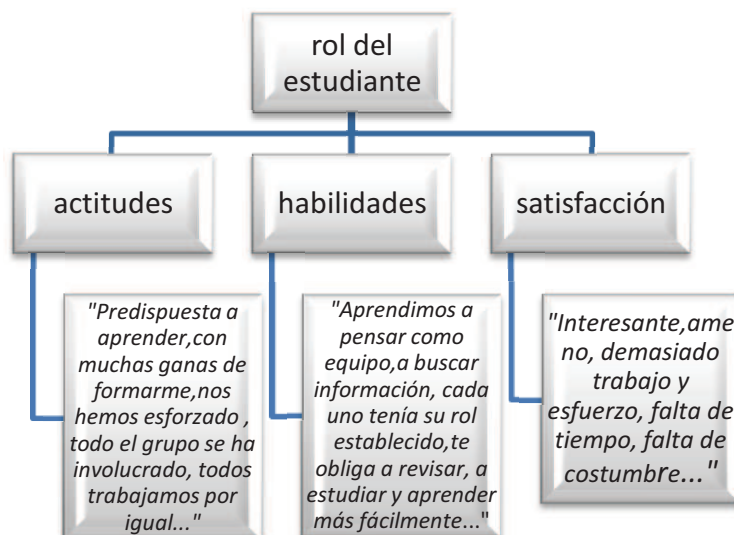 rol del
estudiante
actitudes
habilidades
satisfacción
"Predispuesta a
aprender,con
muchas ganas de
formarme,nos
hemos esforzado ,
todo el grupo se ha
involucrado, todos
trabajamos por
igual..."
"Aprendimos a
pensar como
equipo,a buscar
información, cada
uno tenía su rol
establecido,te
obliga a revisar, a
estudiar y aprender
más fácilmente..."
"Interesante,ame
no, demasiado
trabajo y
esfuerzo, falta de
tiempo, falta de
costumbre..."